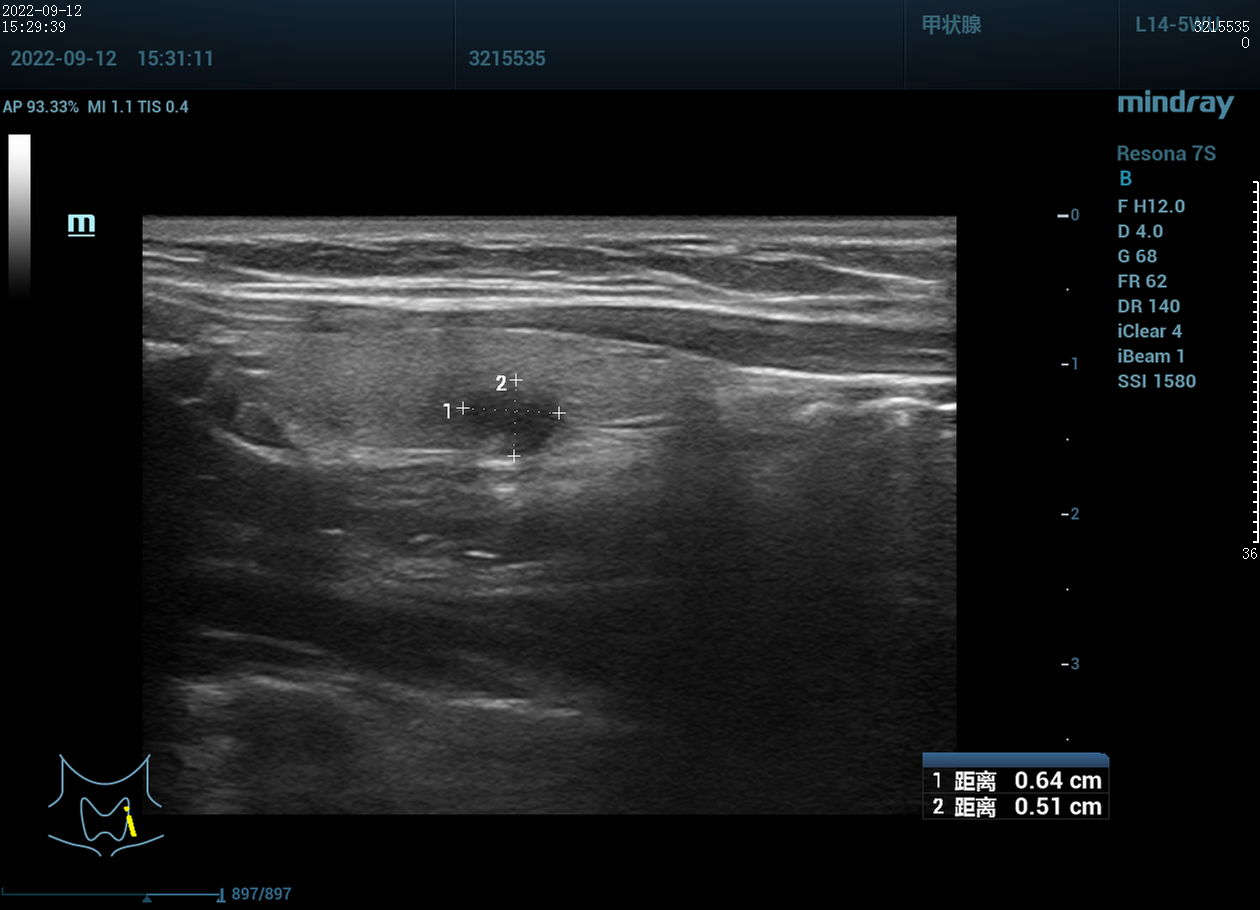 2022-09-12
15:29:39
2022-09-12 15:31:11
3215535
甲状腺
3215535
0
AP 93.33% MI 1.1 TIS 0.4
mindray
Resona 7S
B
F H12.0
D 4.0
G 68
FR 62
DR 140
iClear 4
iBeam 1
SSI 1580
m
0
1
2
3
36
2
1
1 距离 0.64 cm
2 距离 0.51 cm
897/897